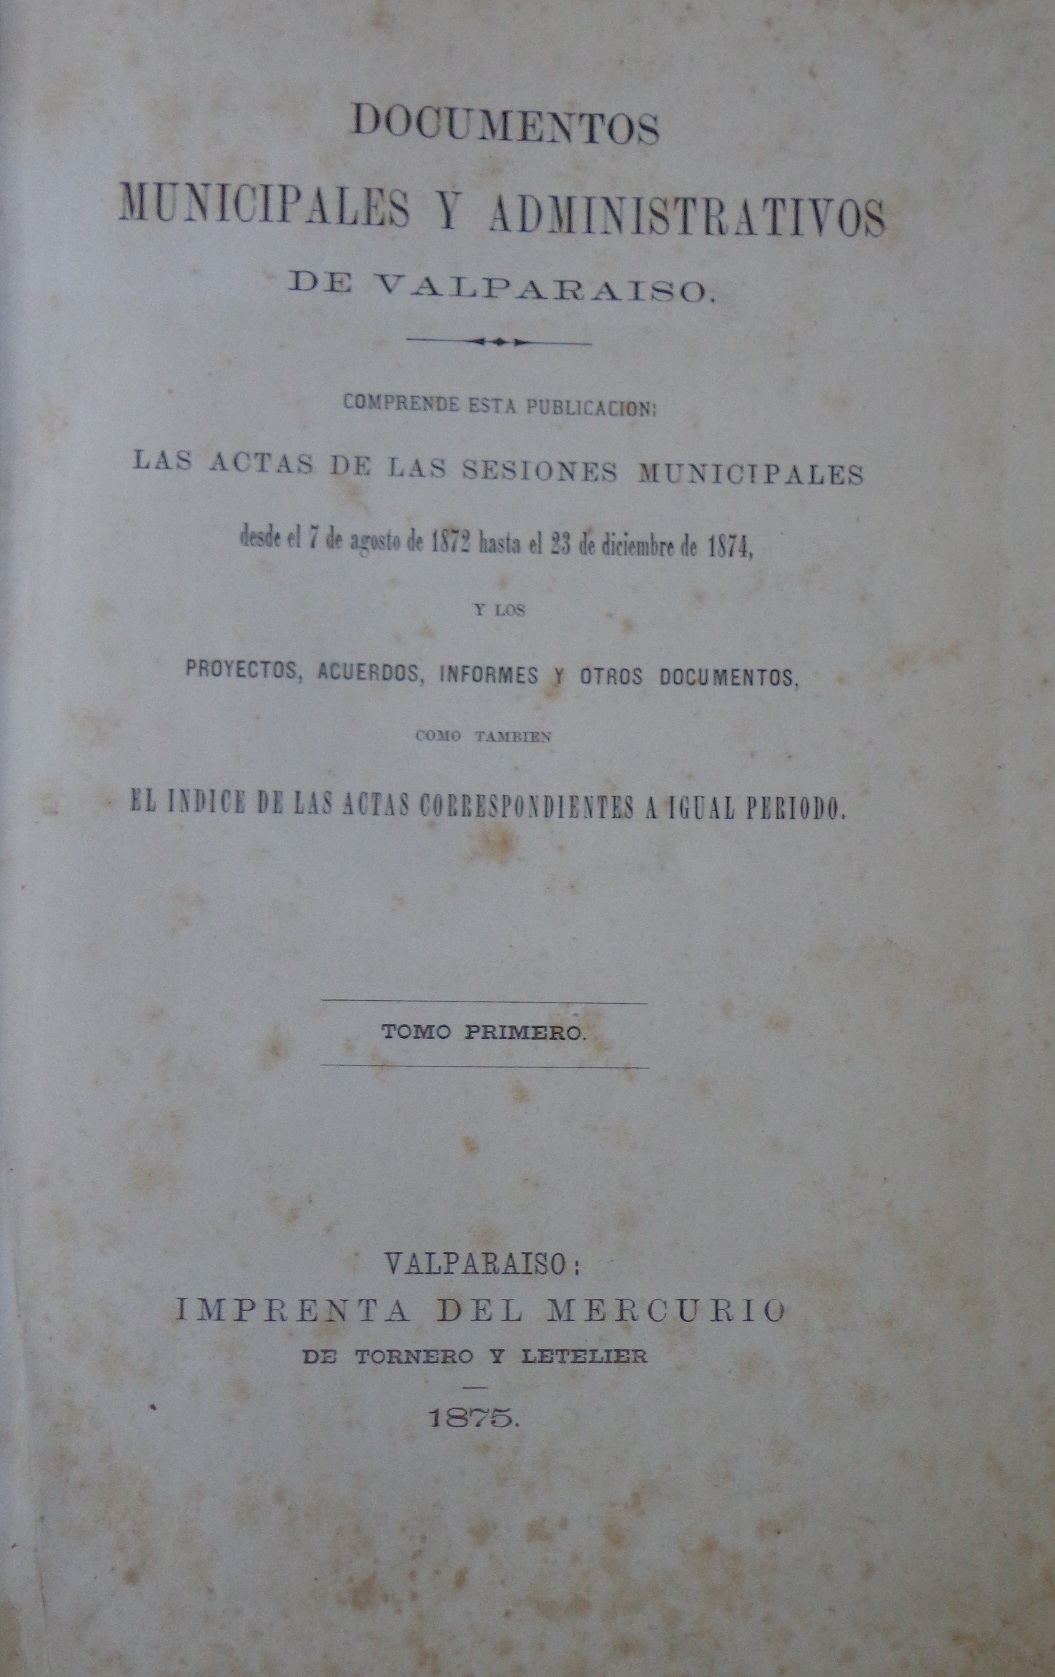 DOCUMENTOS
MUNICIPALES Y ADMINISTRATIVOS
DE VALPARAISO.
COMPRENDE ESTA PUBLICACION:
LAS ACTAS DE LAS SESIONES MUNICIPALES
desde el 7 de agosto de 1872 hasta el 23 de diciembre de 1874,
Y LOS
PROYECTOS, ACUERDOS, INFORMES Y OTROS DOCUMENTOS,
COMO TAMBIEN
EL INDICE DE LAS ACTAS CORRESPONDIENTES A IGUAL PERIODO.
TOMO PRIMERO.
VALPARAISO:
IMPRENTA DEL MERCURIO
DE TORNERO Y LETELIER
1875.